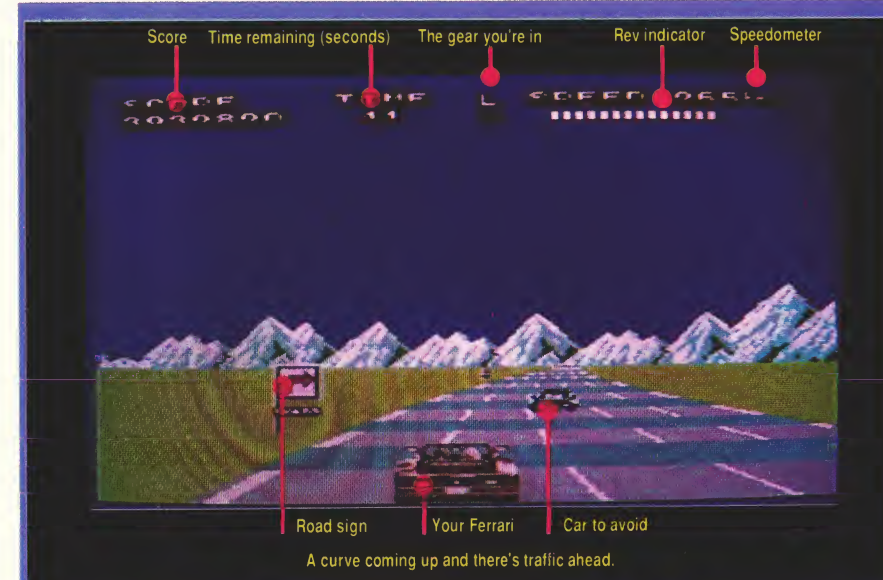 Score Time remaining (seconds) The gear you're in Rev indicator Speedometer
SCORE TIME L SPEED
3030800 11
Road sign Your Ferrari Car to avoid
A curve coming up and there's traffic ahead.